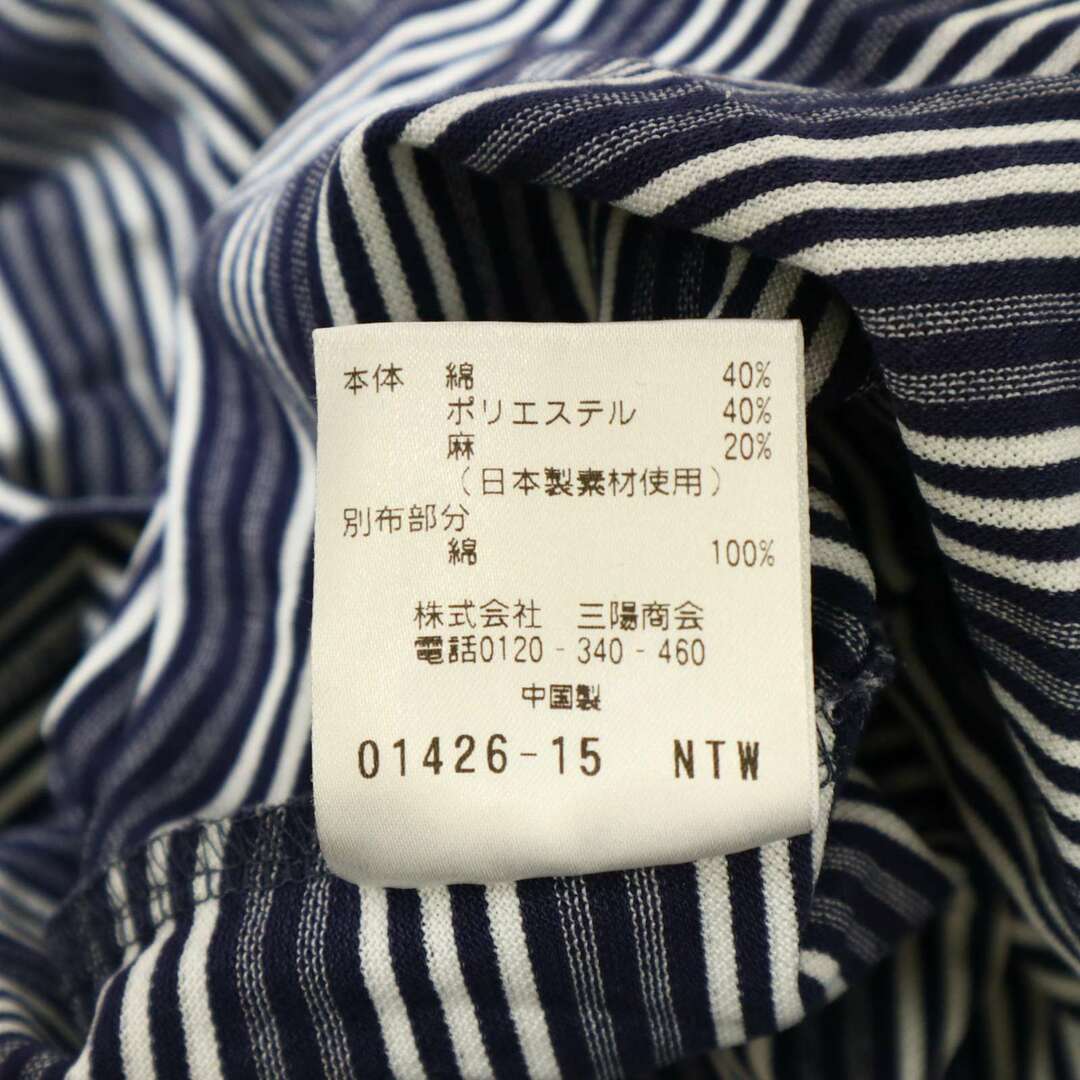 本体 綿 40%
ポリエステル 40%
麻 20%
(日本製素材使用)
別布部分
綿 100%
株式会社 三陽商会
電話0120-340-460
中国製
01426-15 NTW